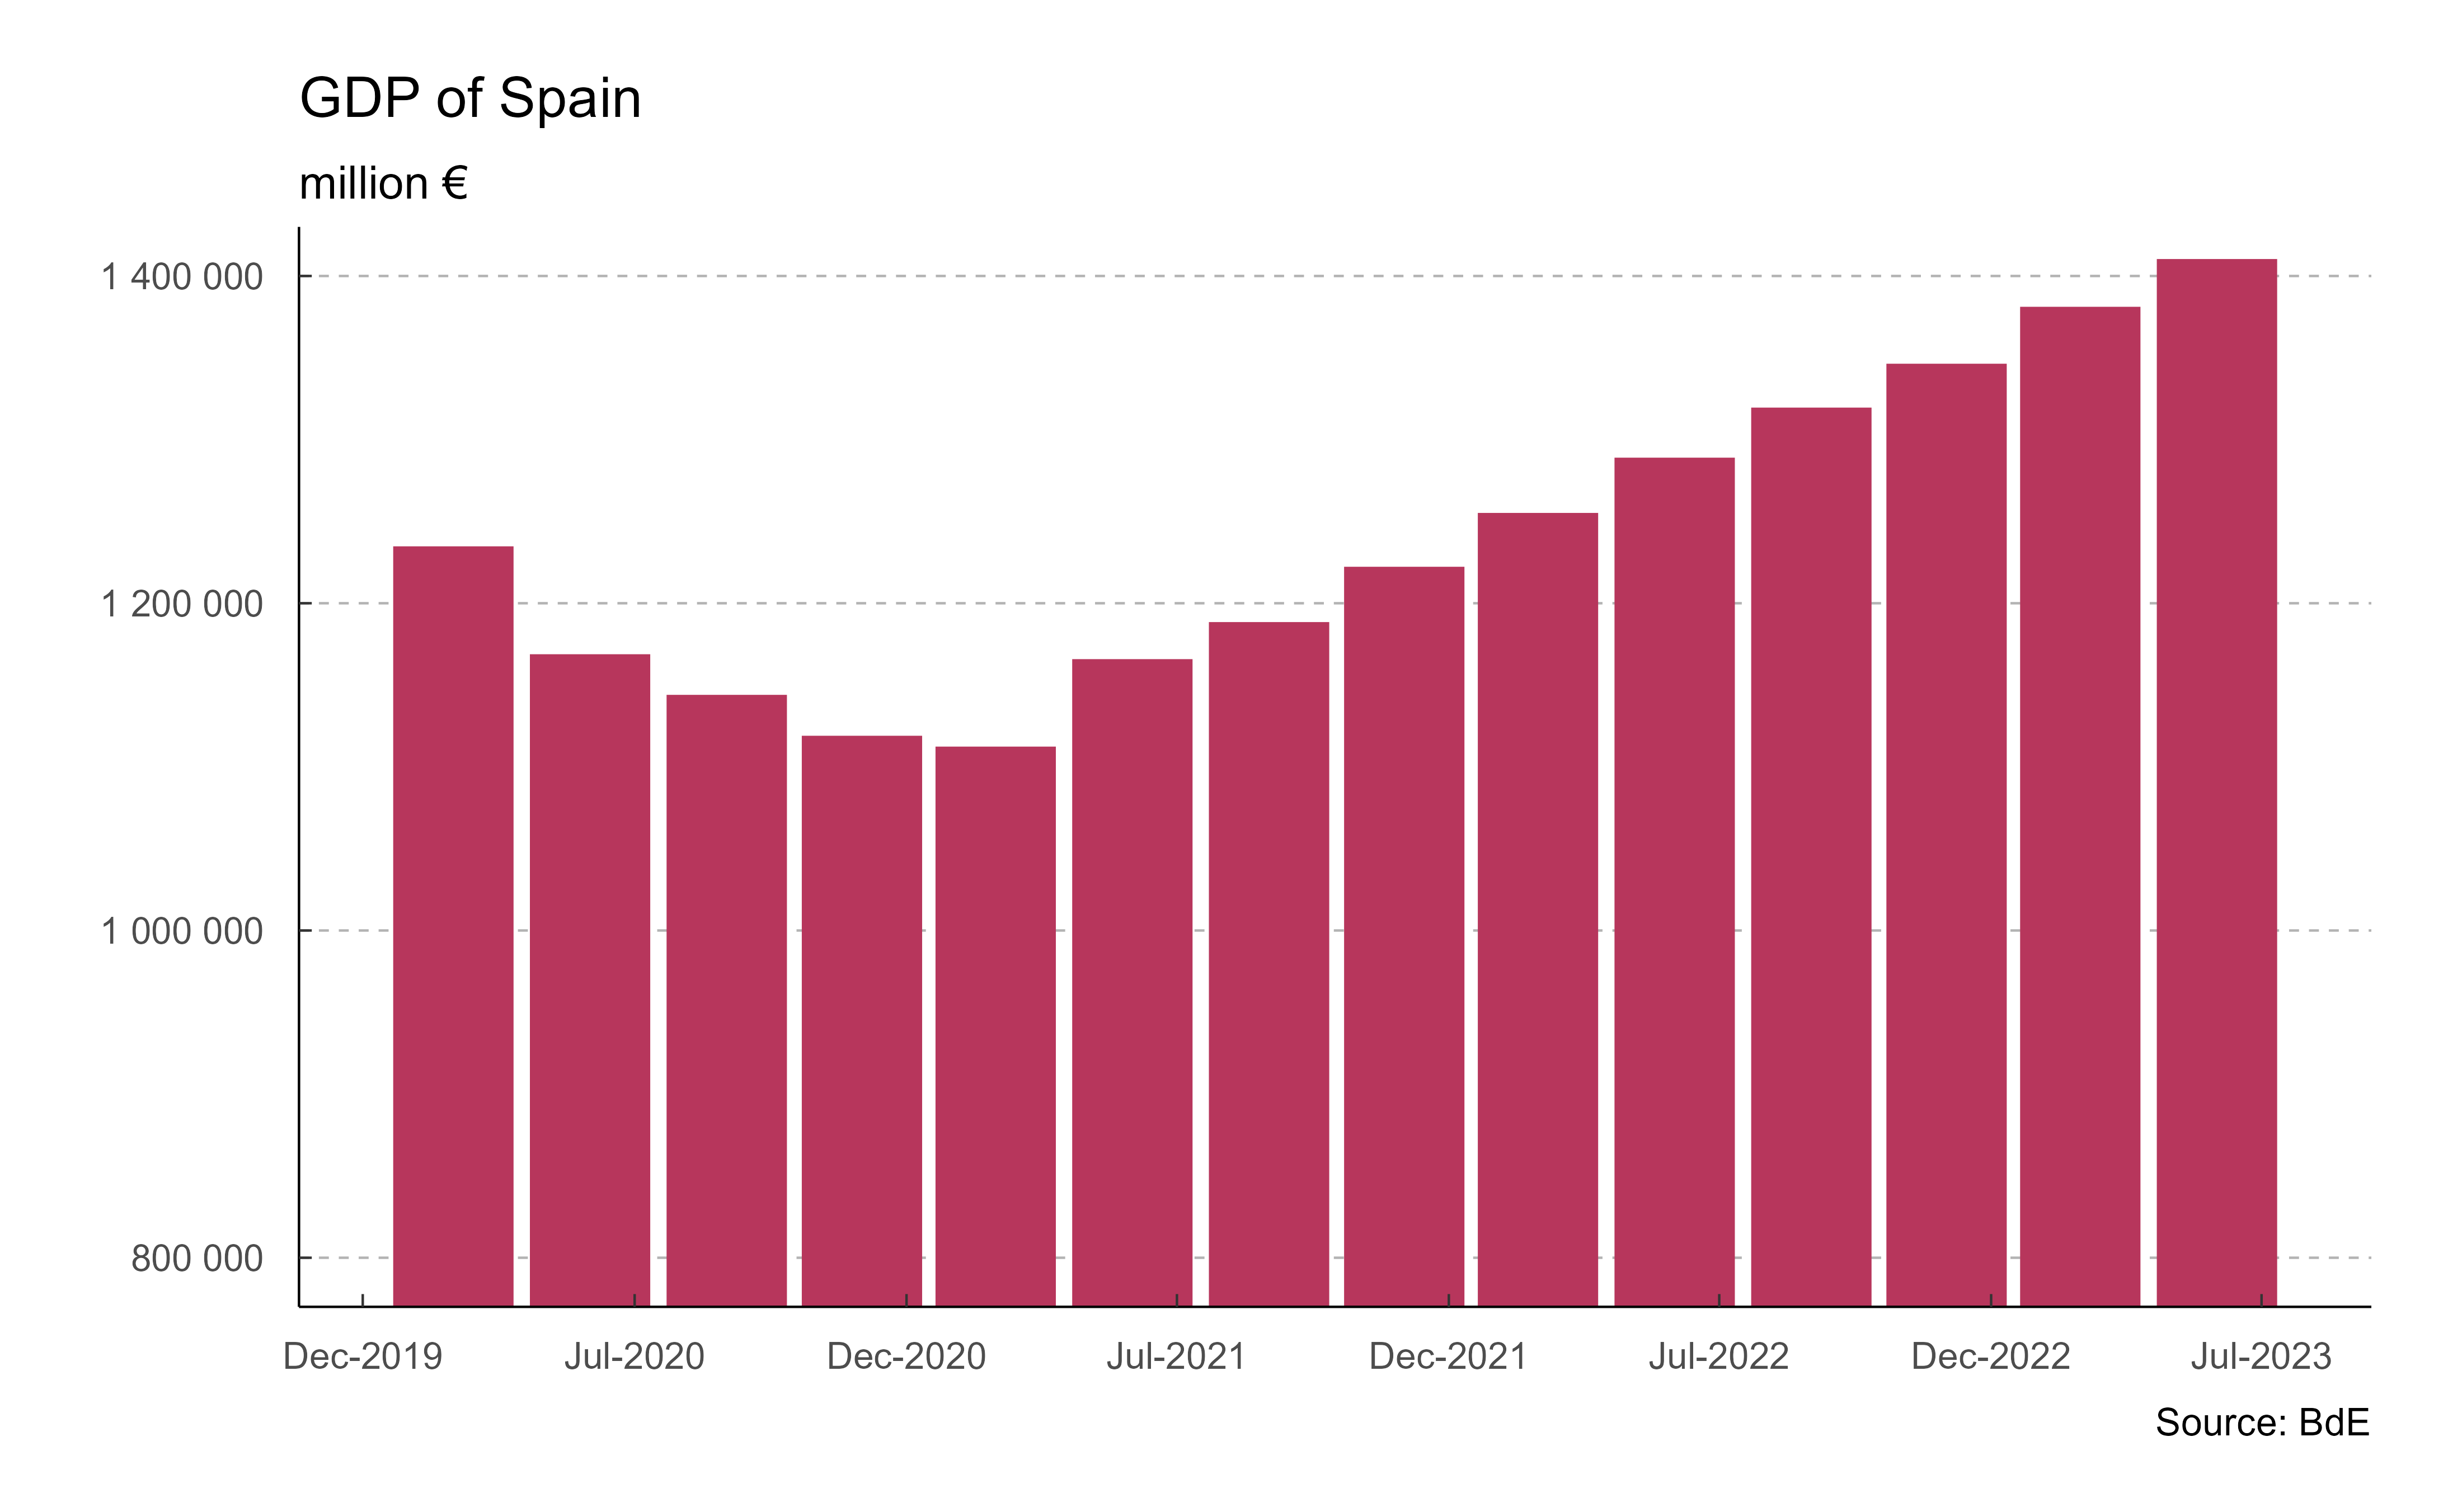 GDP of Spain
million €
1 400 000
1 200 000
1 000 000
800 000
Dec-2019 Jul-2020 Dec-2020 Jul-2021 Dec-2021 Jul-2022 Dec-2022 Jul-2023
Source: BdE